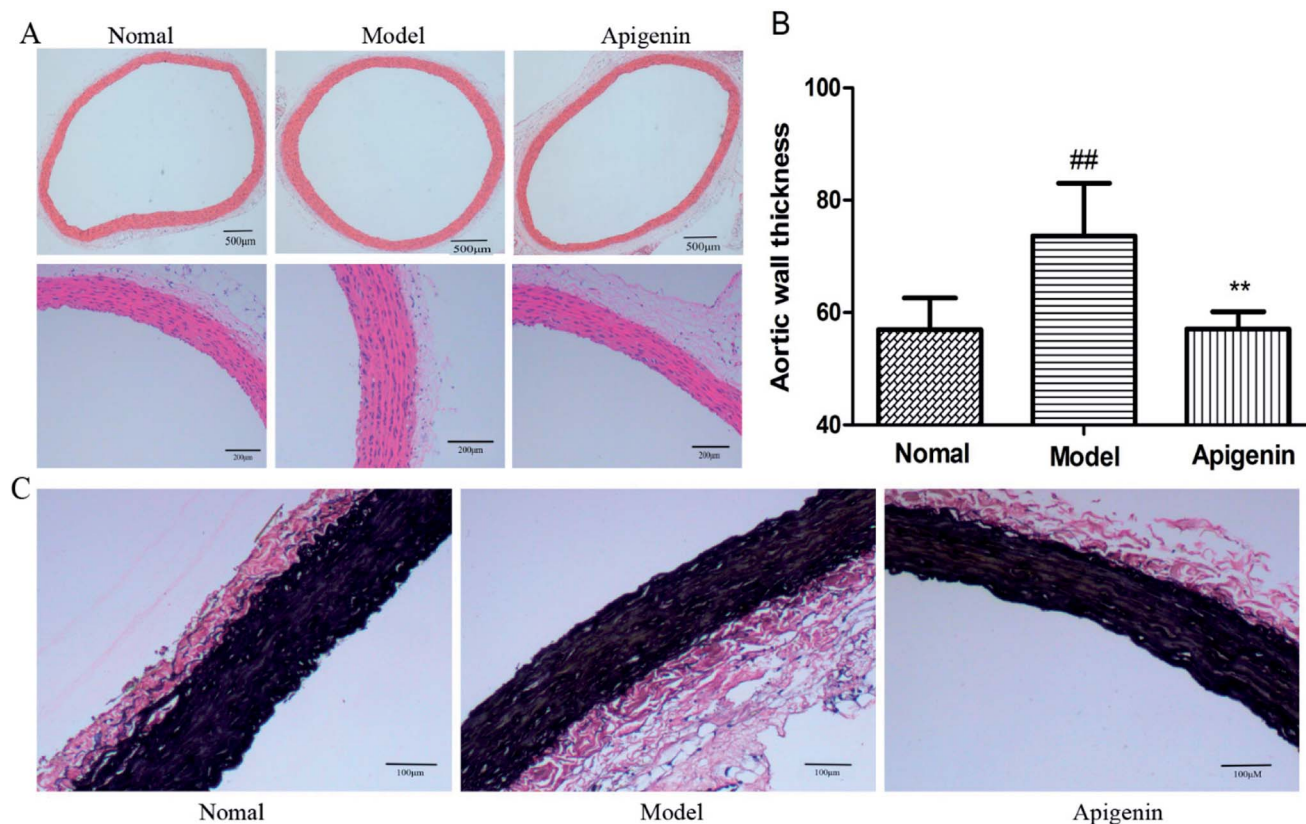 A
Nomal
Model
Apigenin
500μm
500μm
500μm
200μm
200μm
200μm
B
Aortic wall thickness
100
80
60
40
##
**
Nomal
Model
Apigenin
C
100μm
100μm
100μM
Nomal
Model
Apigenin